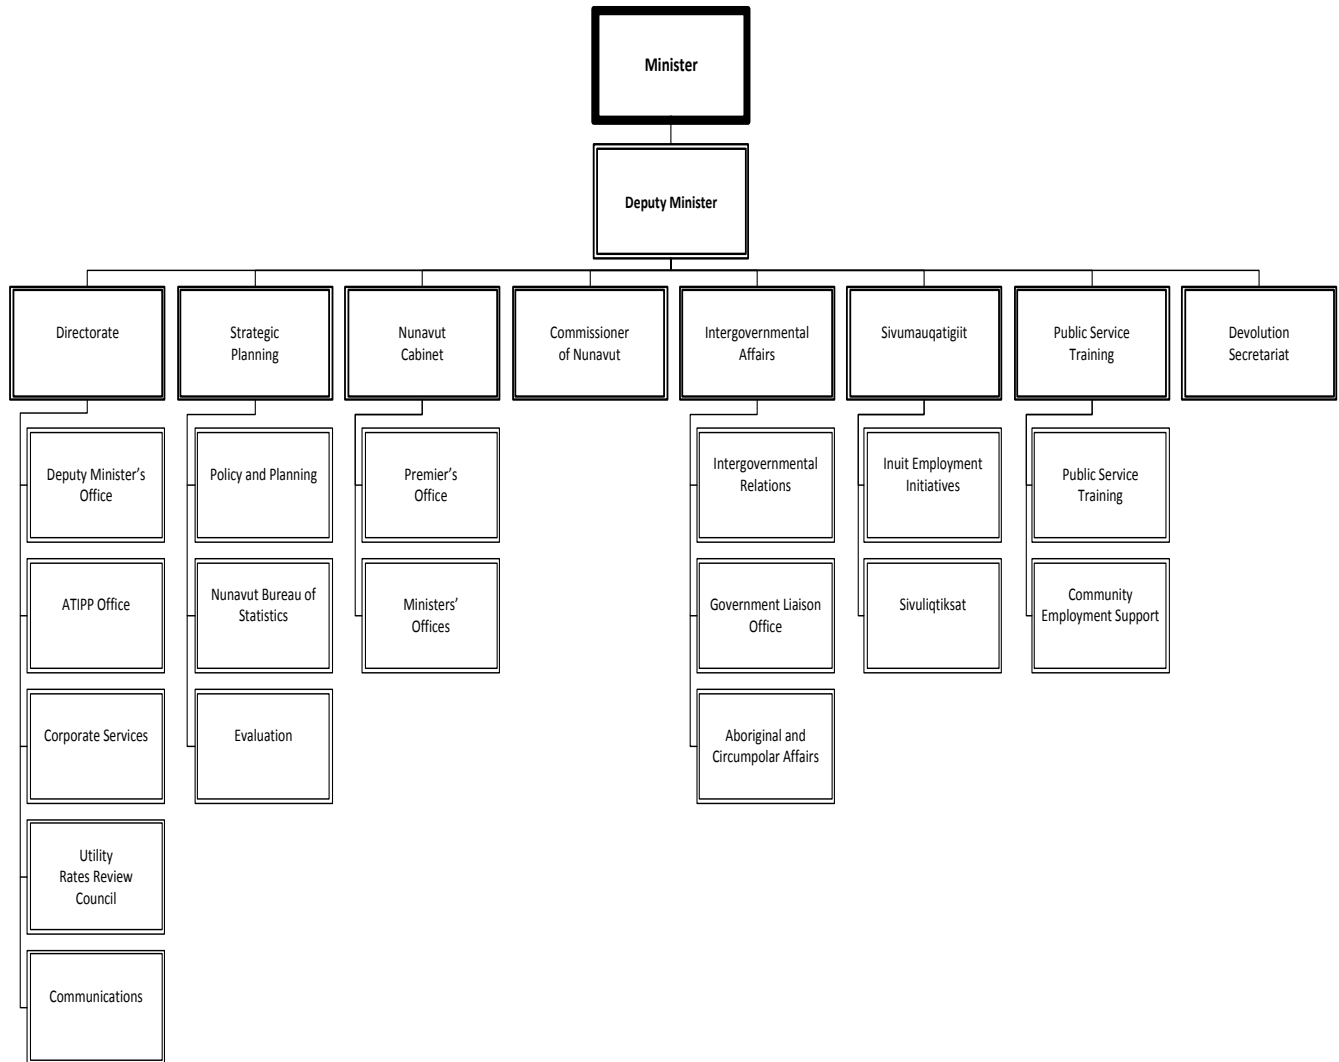 Minister
Deputy Minister
Directorate
Strategic
Planning
Nunavut
Cabinet
Commissioner
of Nunavut
Intergovernmental
Affairs
Sivumauqatigiit
Public Service
Training
Devolution
Secretariat
Deputy Minister’s
Office
Policy and Planning
Premier’s
Office
Intergovernmental
Relations
Inuit Employment
Initiatives
Public Service
Training
ATIPP Office
Nunavut Bureau of
Statistics
Ministers’
Offices
Government Liaison
Office
Sivuliqtiksat
Community
Employment Support
Corporate Services
Evaluation
Aboriginal and
Circumpolar Affairs
Utility
Rates Review
Council
Communications